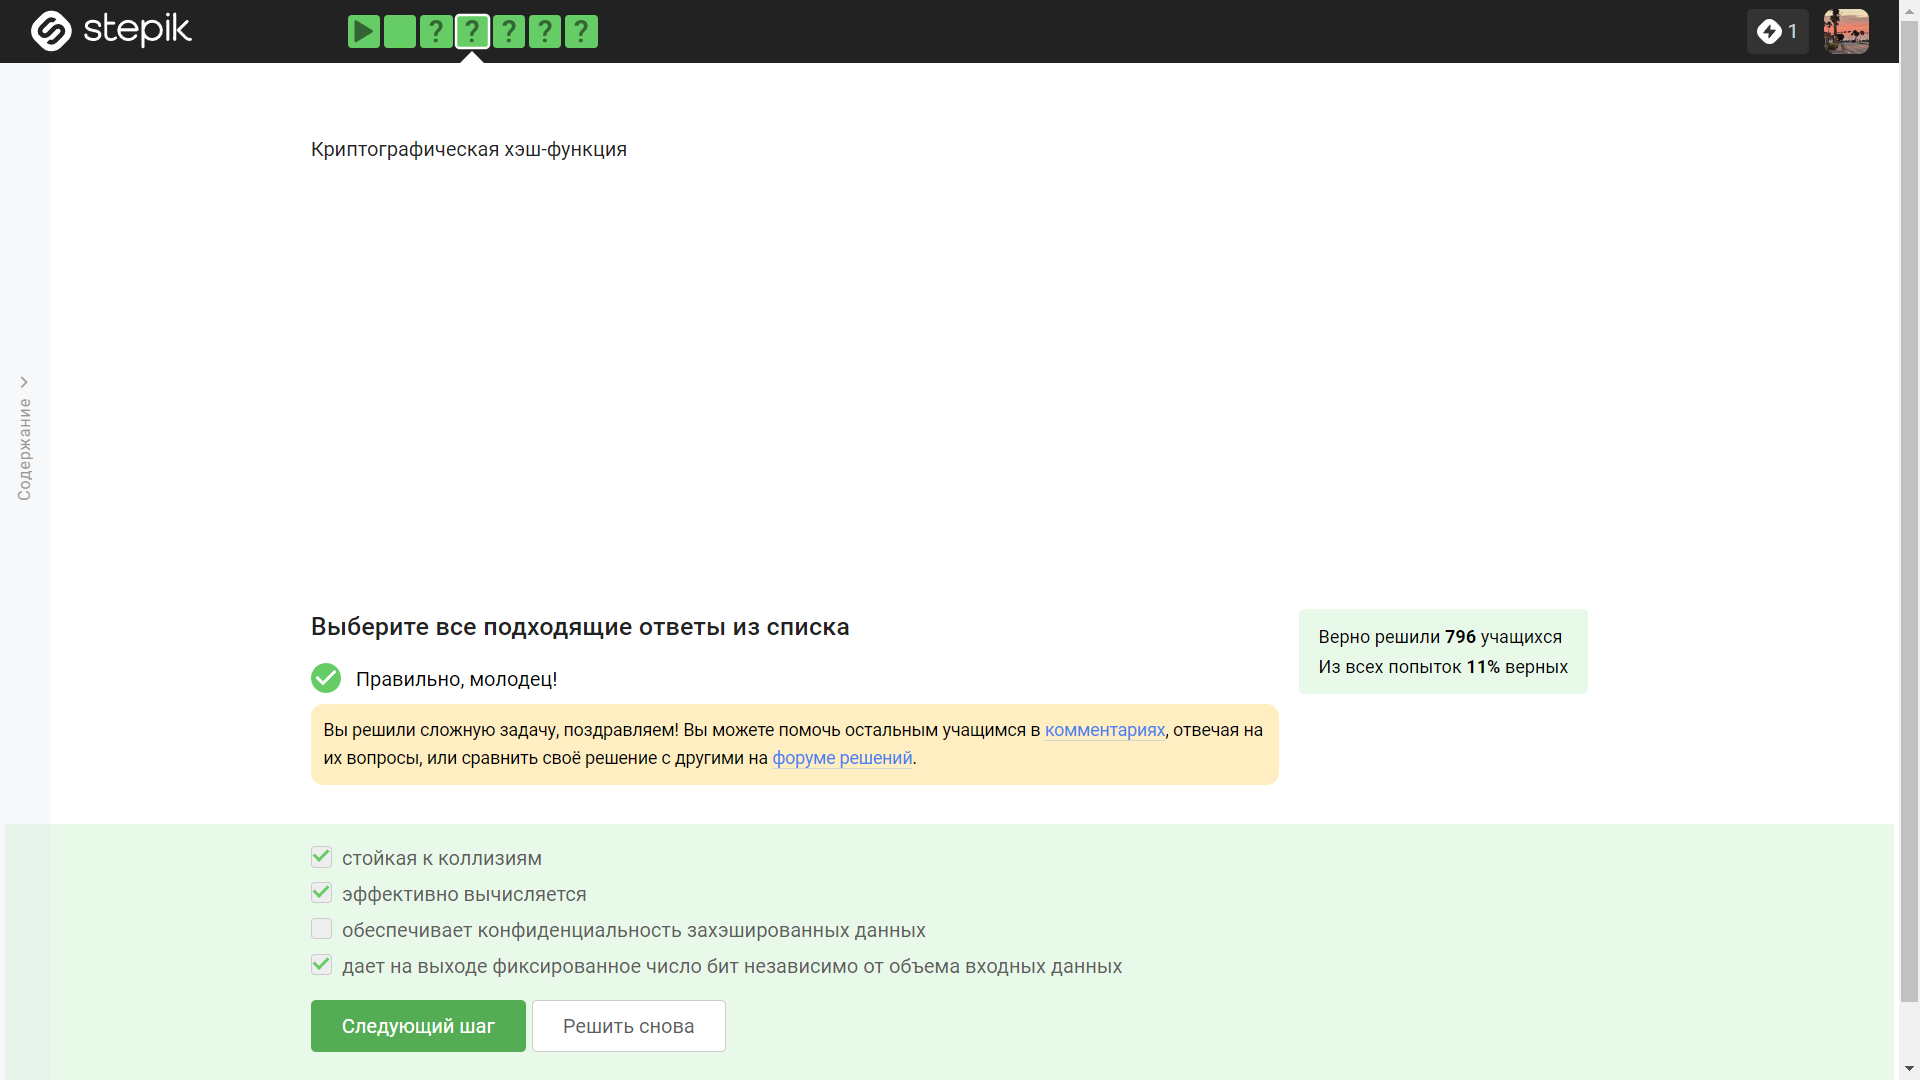 stepik
? ? ? ? ?
1
Содержание
Криптографическая хэш-функция
Выберите все подходящие ответы из списка
Верно решили 796 учащихся
Из всех попыток 11% верных
Правильно, молодец!
Вы решили сложную задачу, поздравляем! Вы можете помочь остальным учащимся в комментариях, отвечая на
их вопросы, или сравнить своё решение с другими на форуме решений.
стойкая к коллизиям
эффективно вычисляется
обеспечивает конфиденциальность захэшированных данных
дает на выходе фиксированное число бит независимо от объема входных данных
Следующий шаг
Решить снова